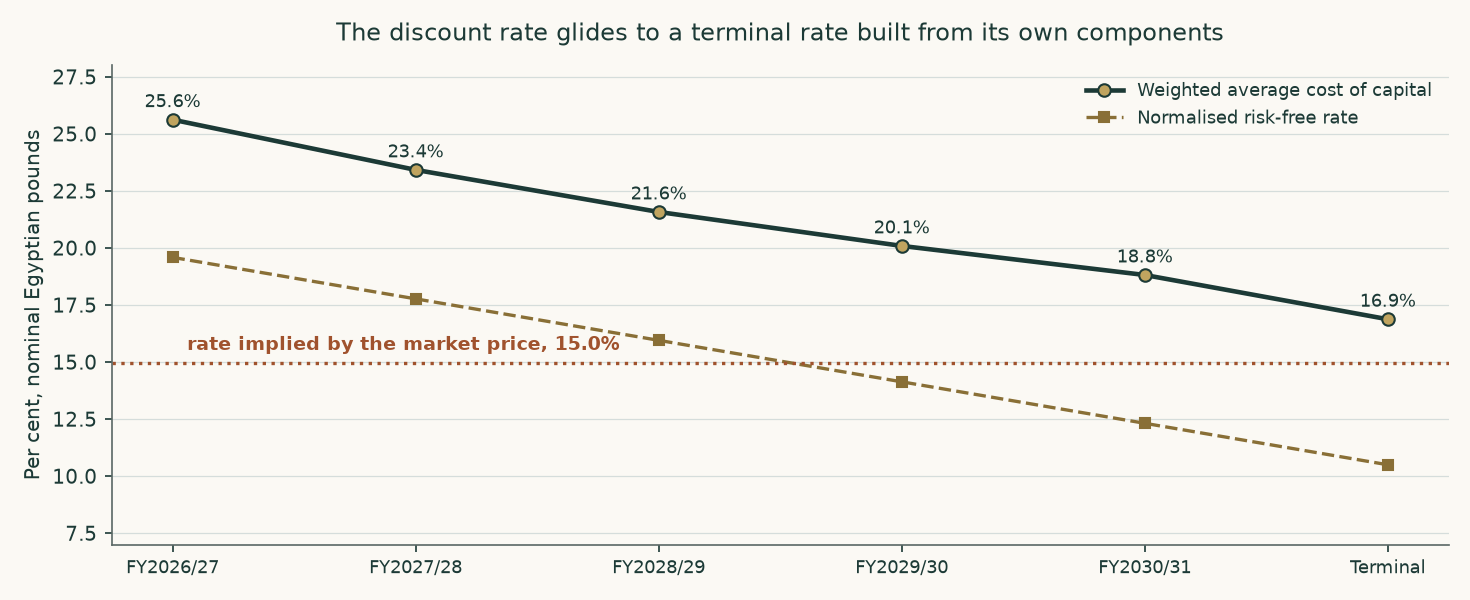 The discount rate glides to a terminal rate built from its own components
Per cent, nominal Egyptian pounds
27.5
25.0
22.5
20.0
17.5
15.0
12.5
10.0
7.5
Weighted average cost of capital
Normalised risk-free rate
25.6%
23.4%
21.6%
20.1%
18.8%
16.9%
rate implied by the market price, 15.0%
FY2026/27
FY2027/28
FY2028/29
FY2029/30
FY2030/31
Terminal